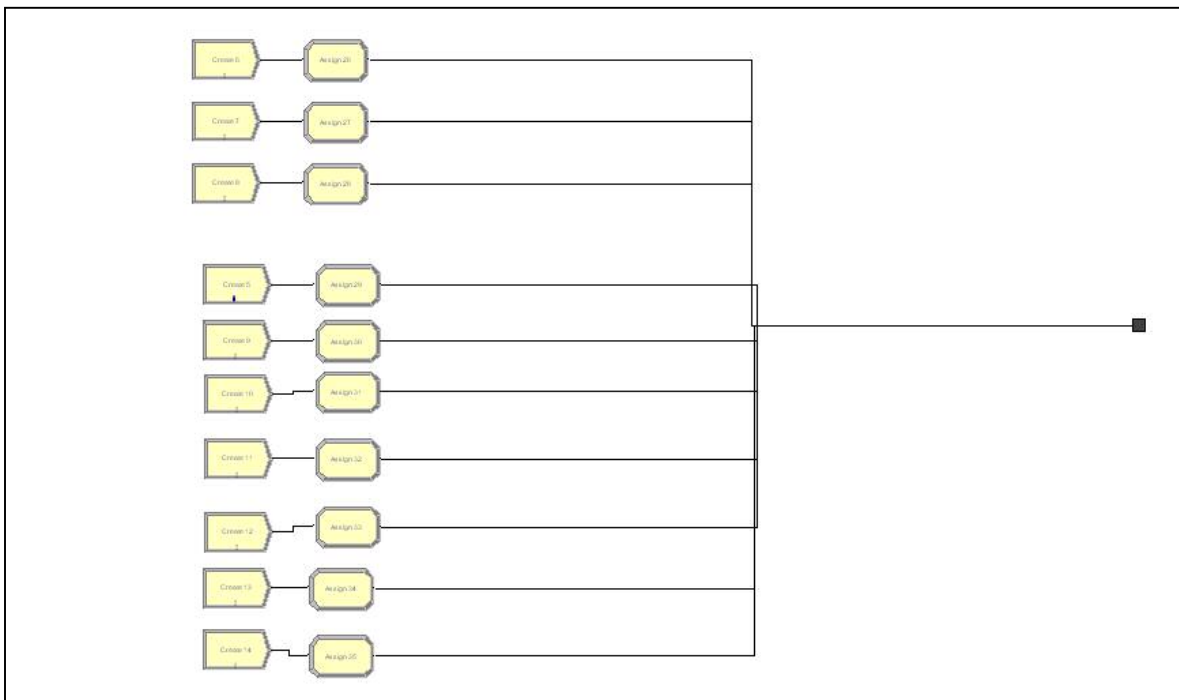 Create 6
Assign 26
Create 7
Assign 27
Create 8
Assign 28
Create 5
Assign 29
Create 9
Assign 30
Create 10
Assign 31
Create 11
Assign 32
Create 12
Assign 33
Create 13
Assign 34
Create 14
Assign 35